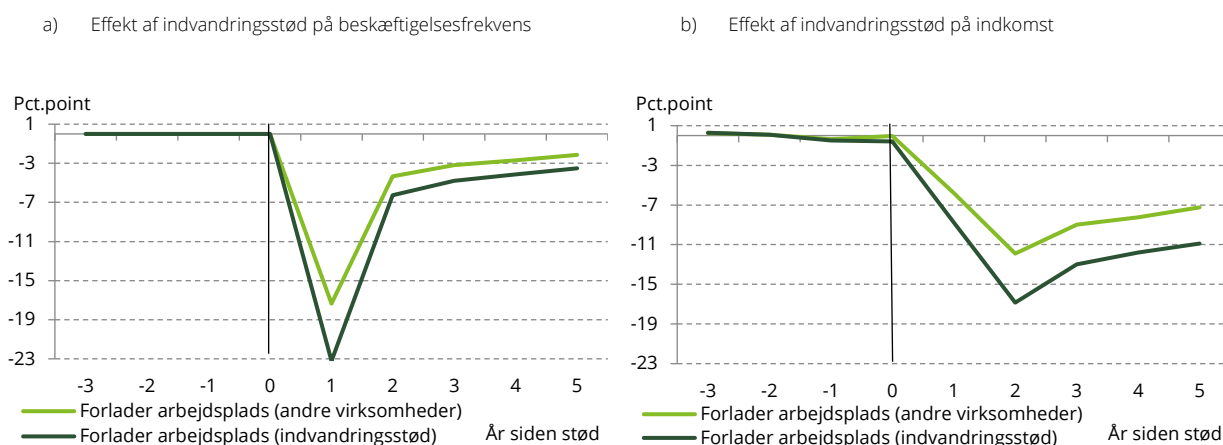 a) Effekt af indvandringsstød på beskæftigelsesfrekvens
Pct.point
1
-3
-7
-11
-15
-19
-23
-3 -2 -1 0 1 2 3 4 5
Forlader arbejdsplads (andre virksomheder)
Forlader arbejdsplads (indvandringsstød)
År siden stød
b) Effekt af indvandringsstød på indkomst
Pct.point
1
-3
-7
-11
-15
-19
-23
-3 -2 -1 0 1 2 3 4 5
Forlader arbejdsplads (andre virksomheder)
Forlader arbejdsplads (indvandringsstød)
År siden stød